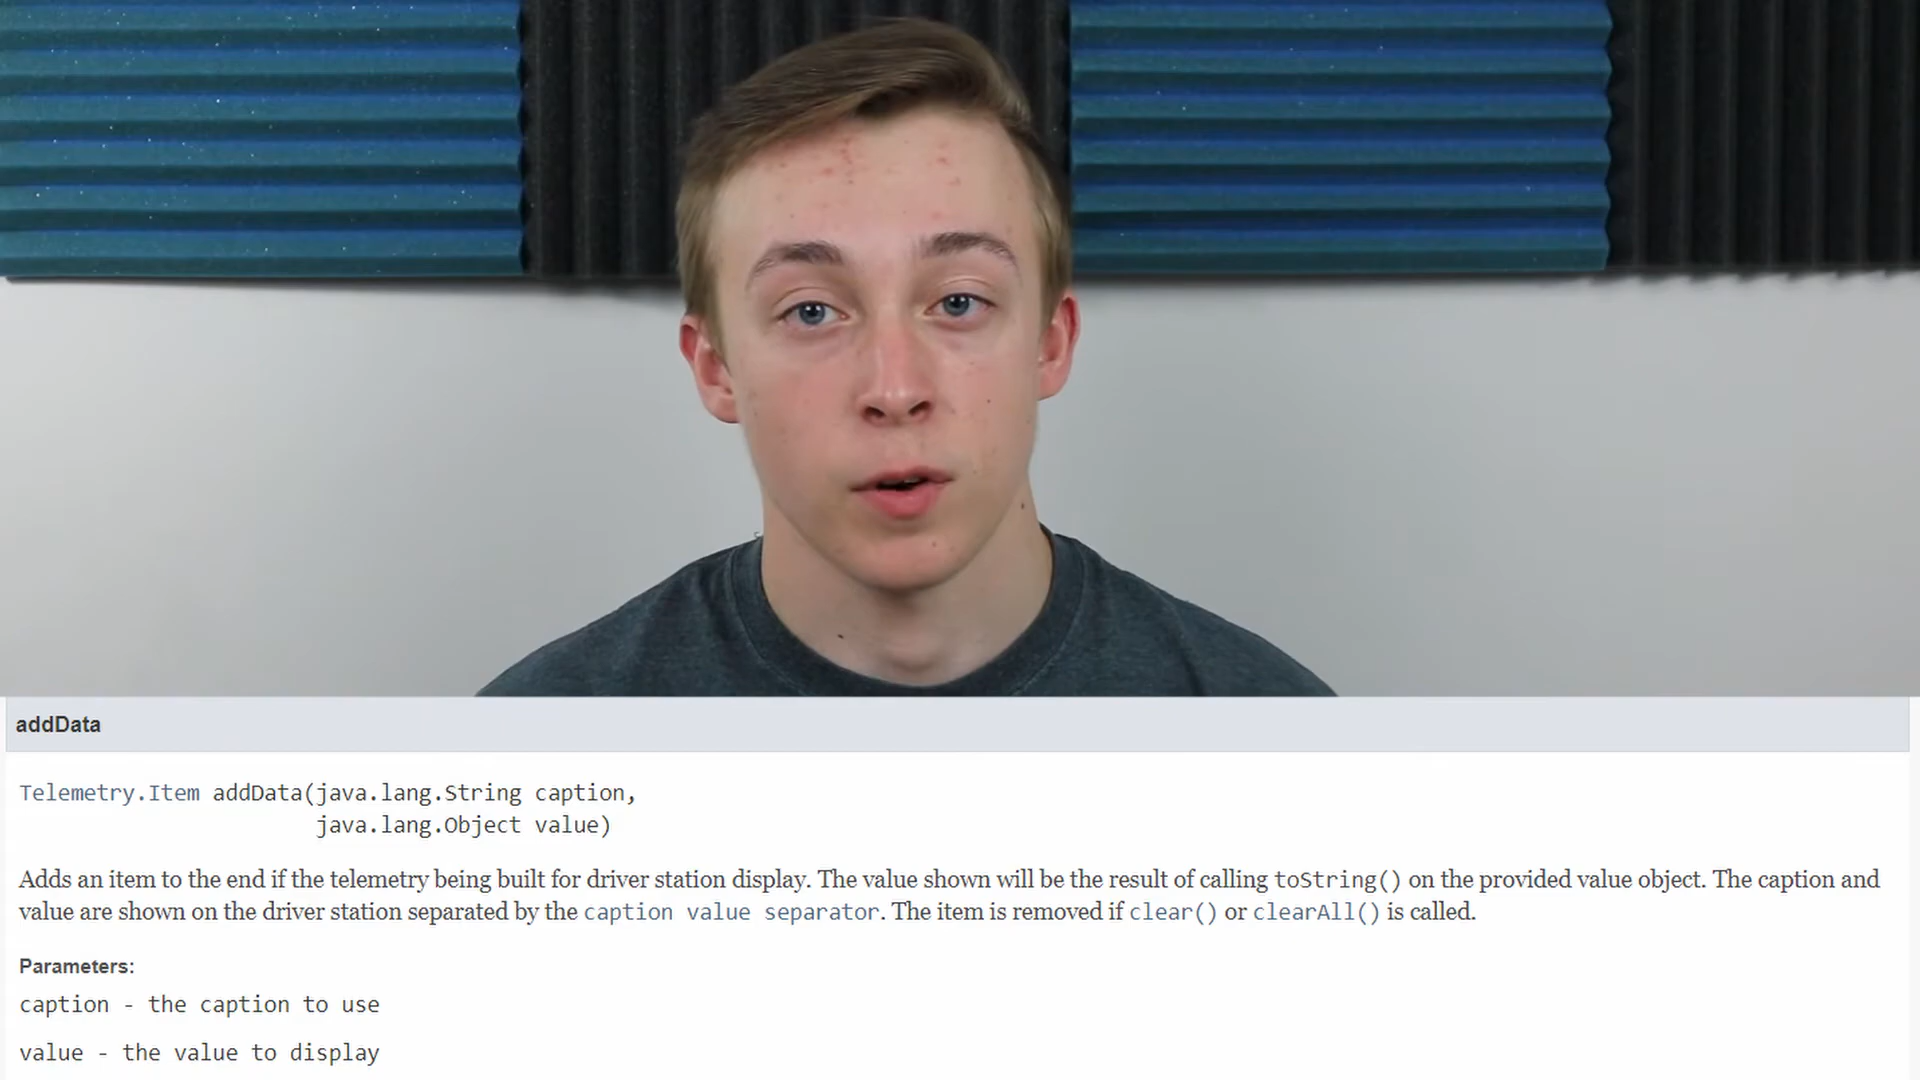 addData
Telemetry.Item addData(java.lang.String caption,
java.lang.Object value)
Adds an item to the end if the telemetry being built for driver station display. The value shown will be the result of calling toString() on the provided value object. The caption and
value are shown on the driver station separated by the caption value separator. The item is removed if clear() or clearAll() is called.
Parameters:
caption - the caption to use
value - the value to display